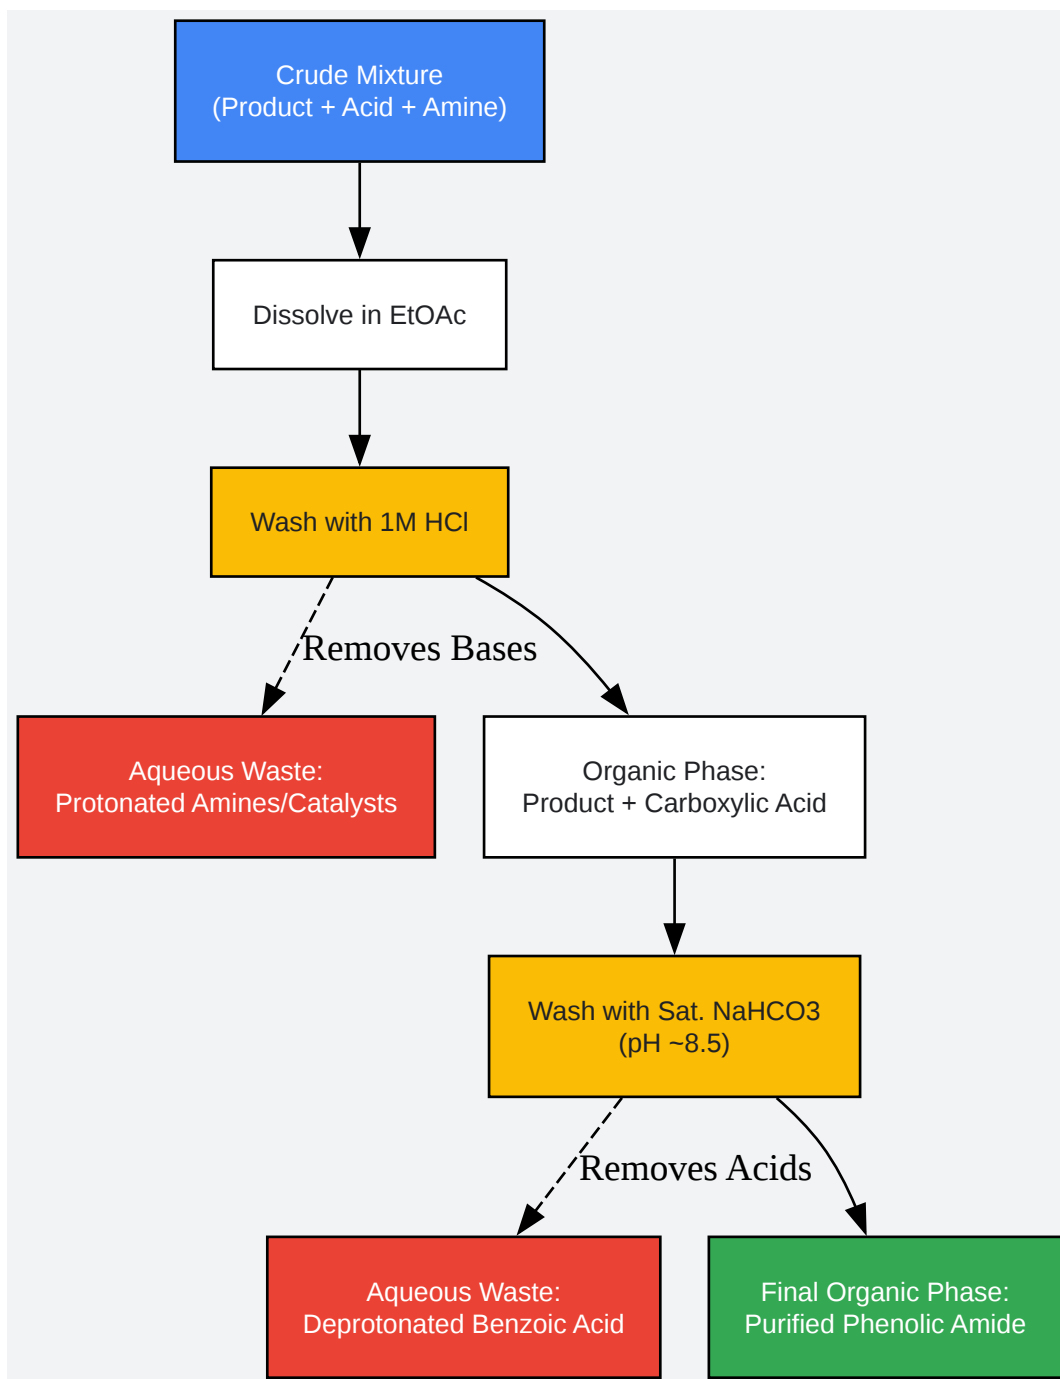 Crude Mixture
(Product + Acid + Amine)
Dissolve in EtOAc
Wash with 1M HCl
Removes Bases
Aqueous Waste:
Protonated Amines/Catalysts
Organic Phase:
Product + Carboxylic Acid
Wash with Sat. NaHCO3
(pH ~8.5)
Removes Acids
Aqueous Waste:
Deprotonated Benzoic Acid
Final Organic Phase:
Purified Phenolic Amide